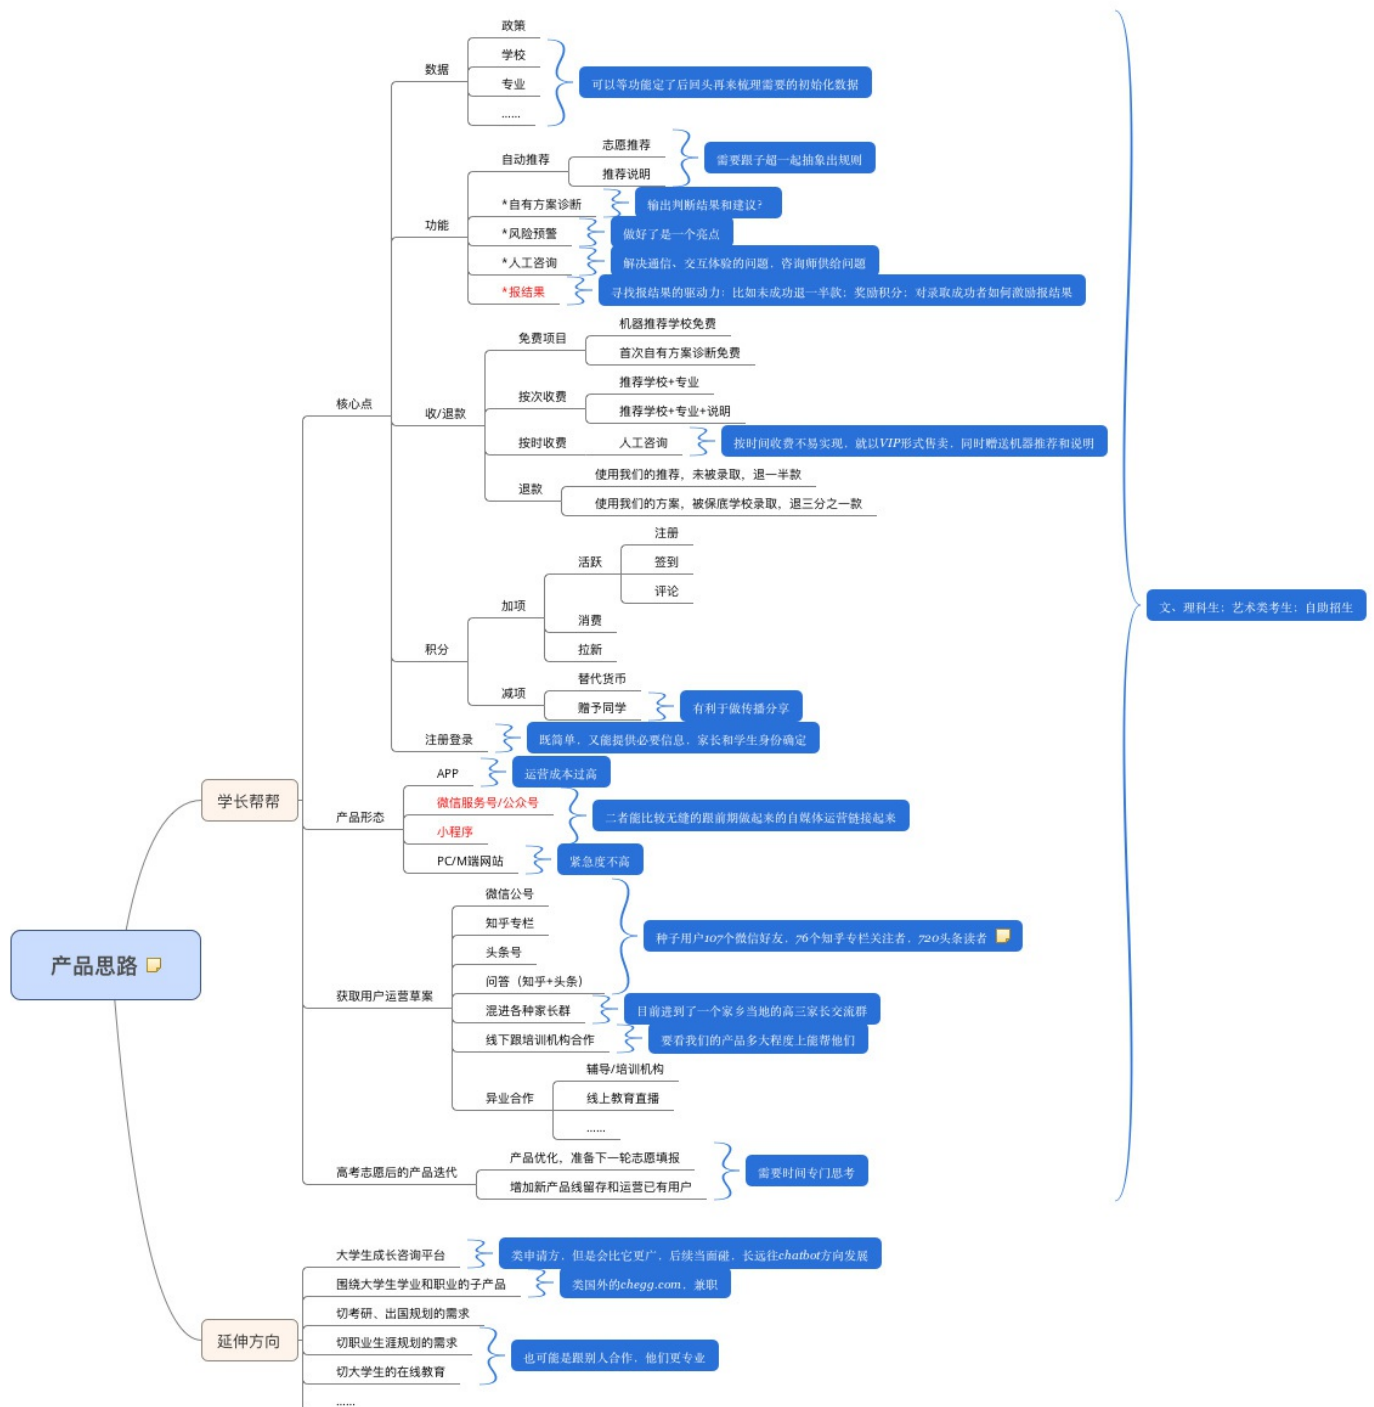 产品思路
学长帮帮
核心点
数据
政策
学校
专业
......
可以等功能定了后回头再来梳理需要的初始化数据
功能
自动推荐
志愿推荐
推荐说明
需要跟子超一起抽象出规则
*自有方案诊断
输出判断结果和建议？
*风险预警
做好了是一个亮点
*人工咨询
解决通信、交互体验的问题，咨询师供给问题
*报结果
寻找报结果的驱动力：比如未成功退一半款；奖励积分；对录取成功者如何激励报结果
收/退款
免费项目
机器推荐学校免费
首次自有方案诊断免费
按次收费
推荐学校+专业
推荐学校+专业+说明
按时收费
人工咨询
按时间收费不易实现，就以VIP形式售卖，同时赠送机器推荐和说明
退款
使用我们的推荐，未被录取，退一半款
使用我们的方案，被保底学校录取，退三分之一款
积分
加项
活跃
注册
签到
评论
消费
拉新
减项
替代货币
赠予同学
有利于做传播分享
注册登录
既简单，又能提供必要信息，家长和学生身份确定
产品形态
APP
运营成本过高
微信服务号/公众号
小程序
二者能比较无缝的跟前期做起来的自媒体运营链接起来
PC/M端网站
紧急度不高
获取用户运营草案
微信公号
知乎专栏
头条号
问答（知乎+头条）
种子用户107个微信好友，76个知乎专栏关注者，720头条读者
混进各种家长群
目前进到了一个家乡当地的高三家长交流群
线下跟培训机构合作
要看我们的产品多大程度上能帮他们
异业合作
辅导/培训机构
线上教育直播
......
高考志愿后的产品迭代
产品优化，准备下一轮志愿填报
增加新产品线留存和运营已有用户
需要时间专门思考
文、理科生；艺术类考生；自助招生
延伸方向
大学生成长咨询平台
类申请方，但是会比它更广，后续当面碰，长远往chatbot方向发展
围绕大学生学业和职业的子产品
类国外的chegg.com，兼职
切考研、出国规划的需求
切职业生涯规划的需求
切大学生的在线教育
也可能是跟别人合作，他们更专业
......